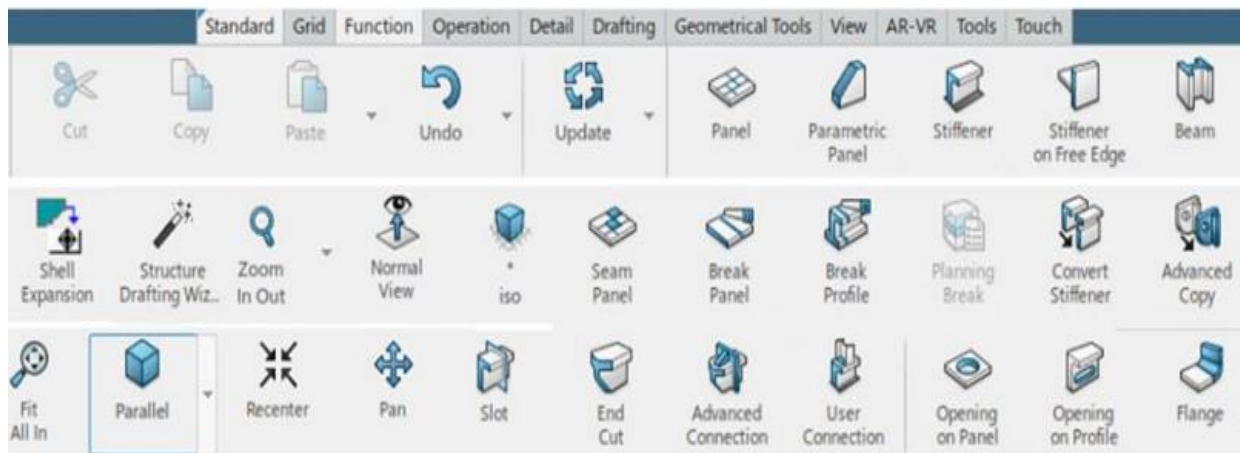 Standard Grid Function Operation Detail Drafting Geometrical Tools View AR-VR Tools Touch
Cut Copy Paste Undo Update Panel Parametric Stiffener Stiffener Beam
Panel on Free Edge
Shell Structure Zoom Normal * Seam Break Break Planning Convert Advanced
Expansion Drafting Wiz... In Out View iso Panel Panel Profile Break Stiffener Copy
Fit Parallel Recenter Pan Slot End Advanced User Opening Opening Flange
All In Cut Connection Connection on Panel on Profile